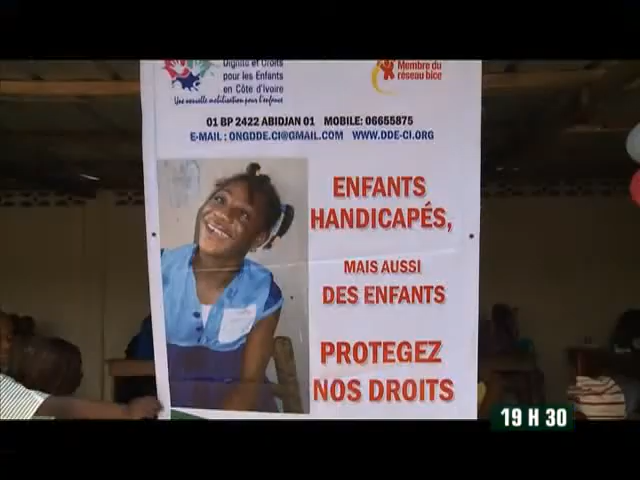 Dignité et Droits
pour les Enfants
en Côte d'Ivoire
Une nouvelle mobilisation pour l'enfance
Membre du
réseau bice
01 BP 2422 ABIDJAN 01 MOBILE: 06655875
E-MAIL : ONGDDE.CI@GMAIL.COM WWW.DDE-CI.ORG
ENFANTS
HANDICAPÉS,
MAIS AUSSI
DES ENFANTS
PROTEGEZ
NOS DROITS
19 H 30